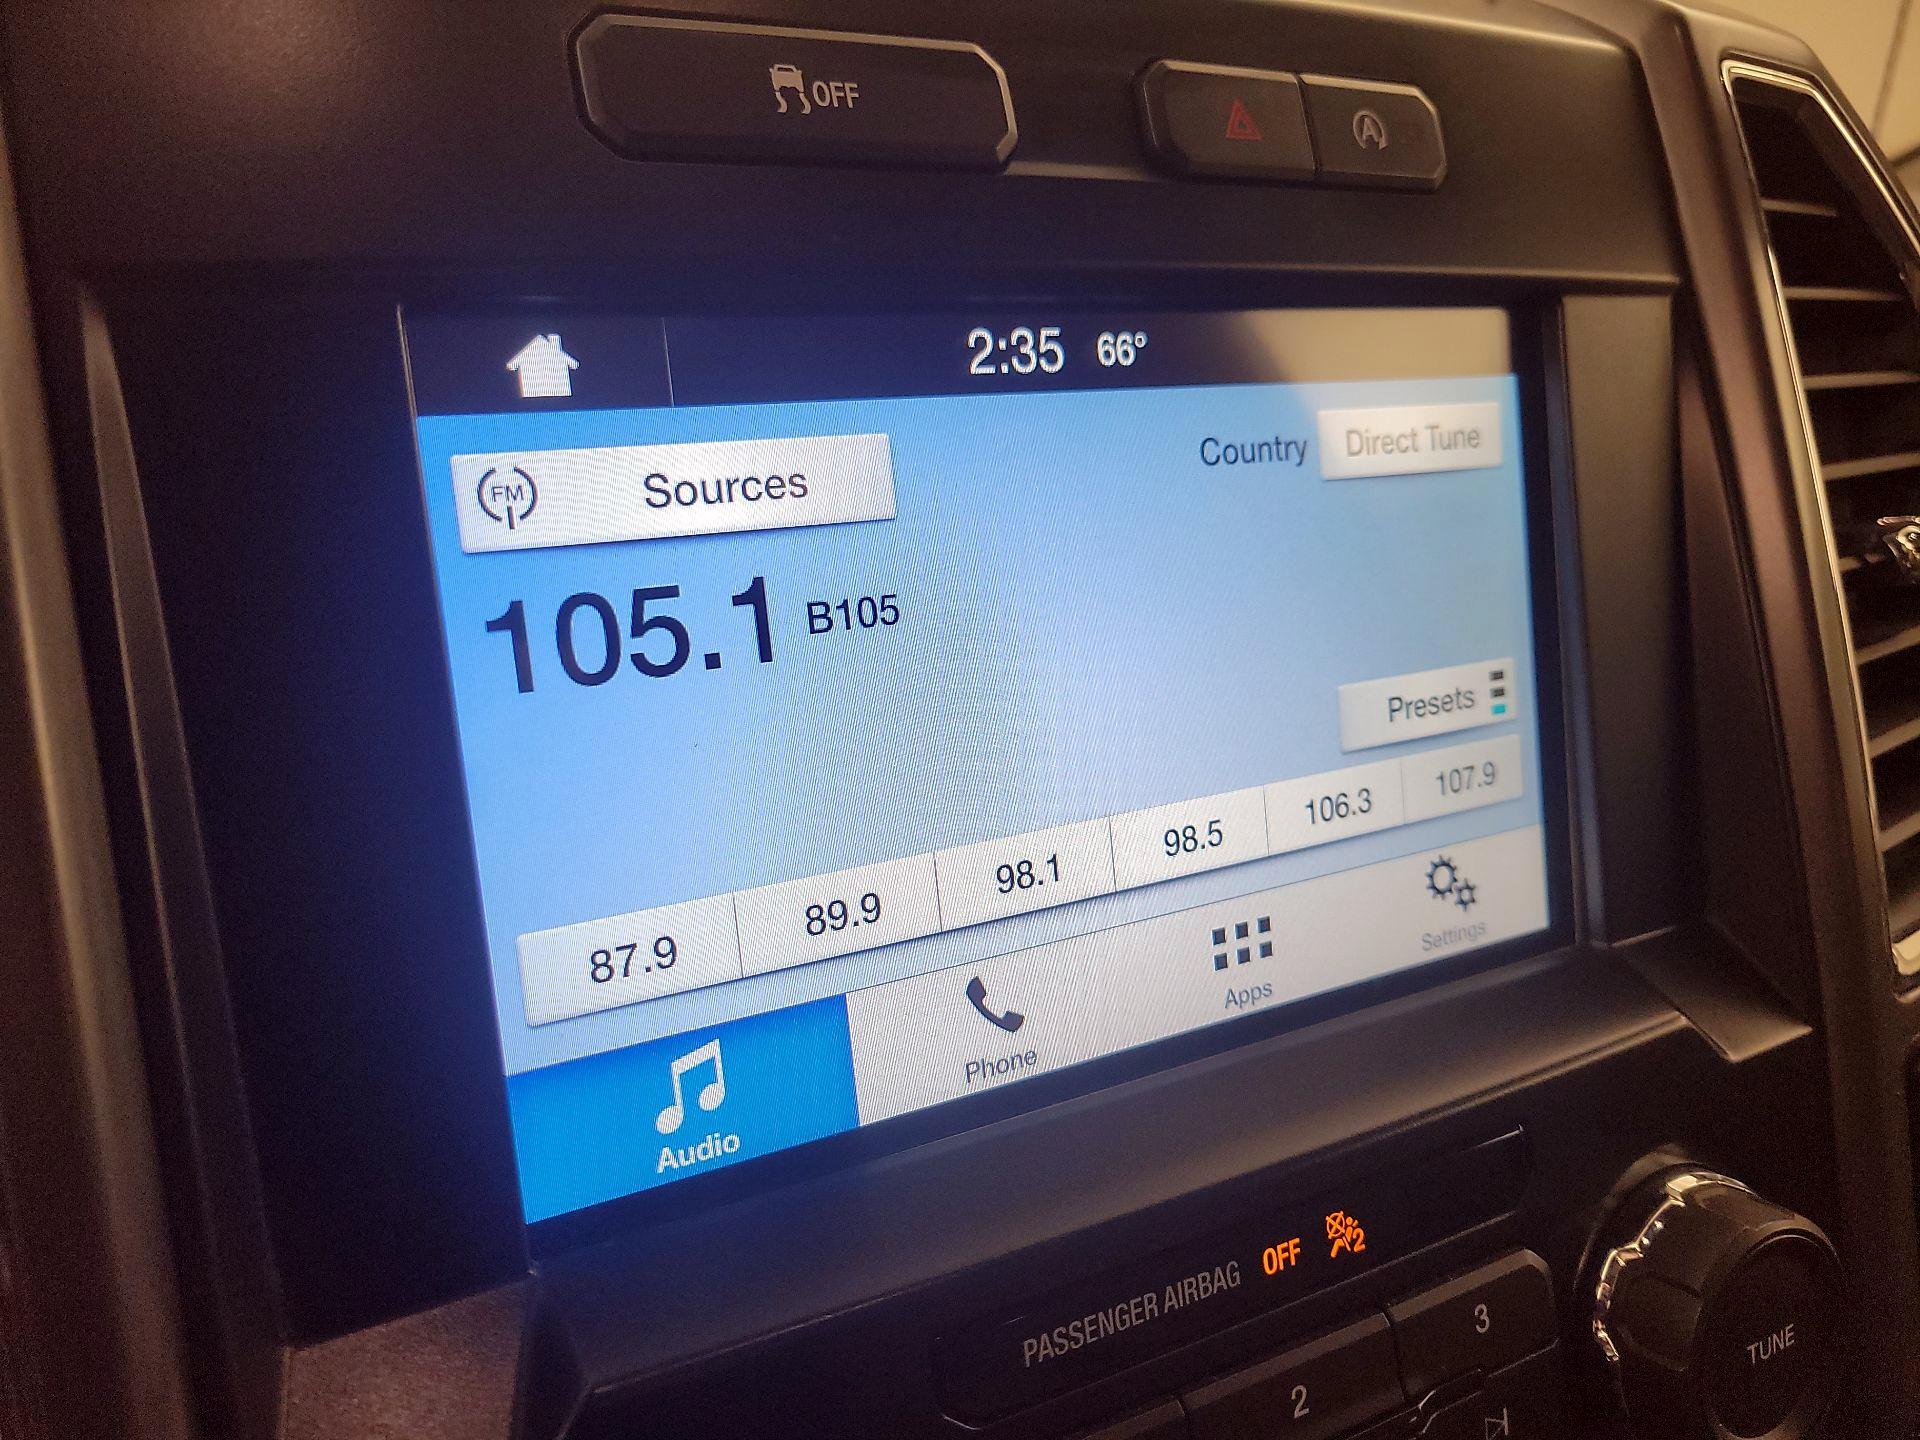 OFF
A
2:35 66°
Country Direct Tune
FM Sources
105.1 B105
Presets
87.9 89.9 98.1 98.5 106.3 107.9
Audio Phone Apps Settings
PASSENGER AIRBAG OFF 2
2 3
TUNE